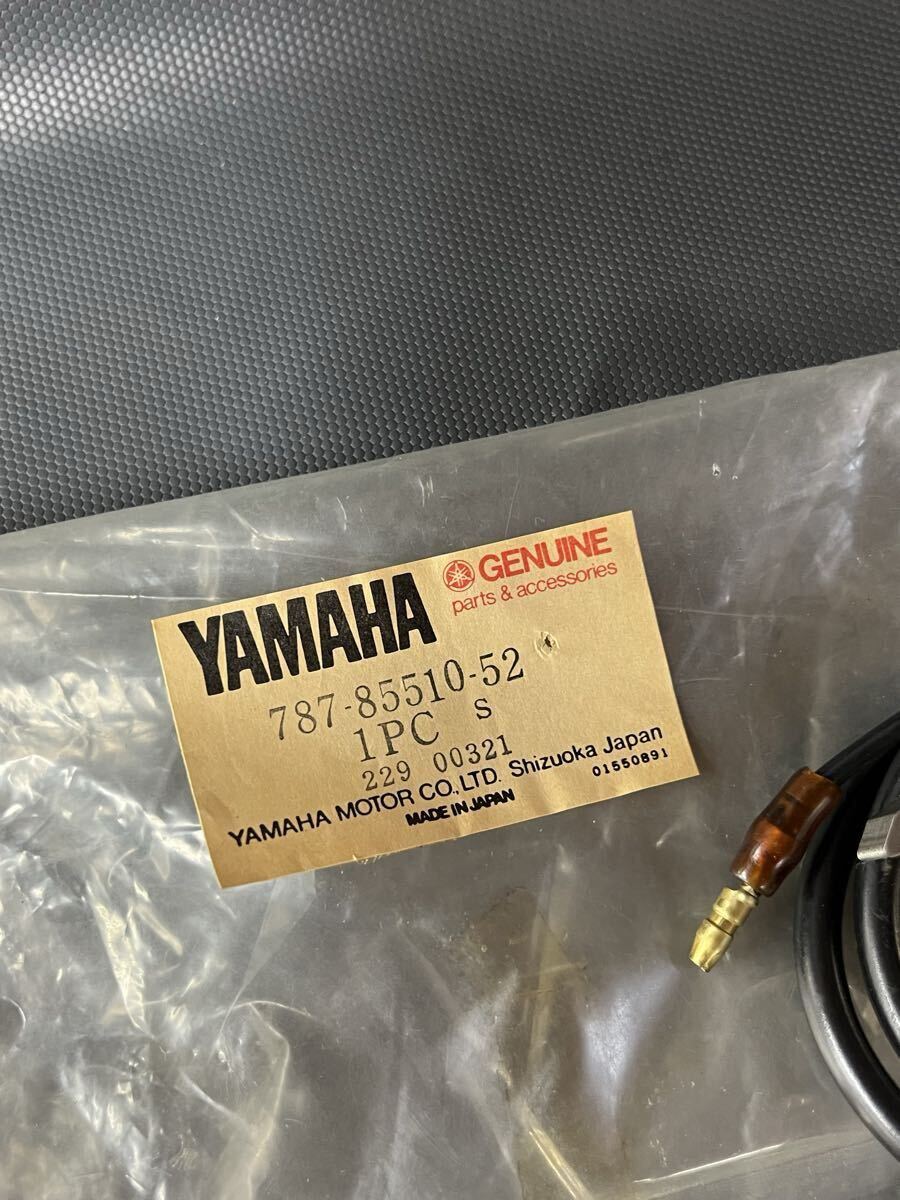 YAMAHA GENUINE
parts & accessories
787-85510-52
1PC S
229 00321
YAMAHA MOTOR CO.,LTD. Shizuoka Japan
MADE IN JAPAN 01550891